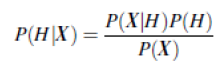 P(H|X) = P(X|H)P(H) / P(X)